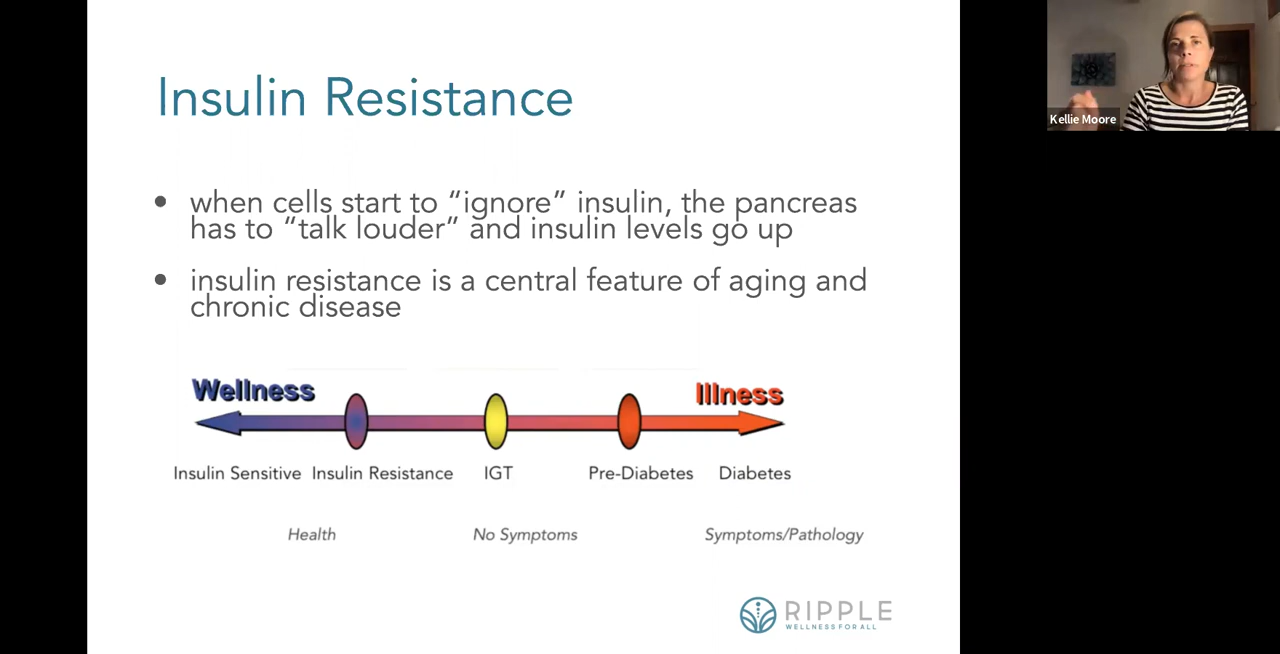 Insulin Resistance
• when cells start to “ignore” insulin, the pancreas
has to “talk louder” and insulin levels go up
• insulin resistance is a central feature of aging and
chronic disease
Wellness
Illness
Insulin Sensitive
Insulin Resistance
IGT
Pre-Diabetes
Diabetes
Health
No Symptoms
Symptoms/Pathology
RIPPLE
WELLNESS FOR ALL
Kellie Moore